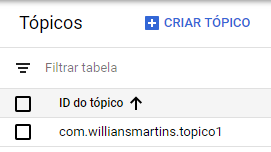 Tópicos CRIAR TÓPICO
Filtrar tabela
ID do tópico
com.williansmartins.topico1